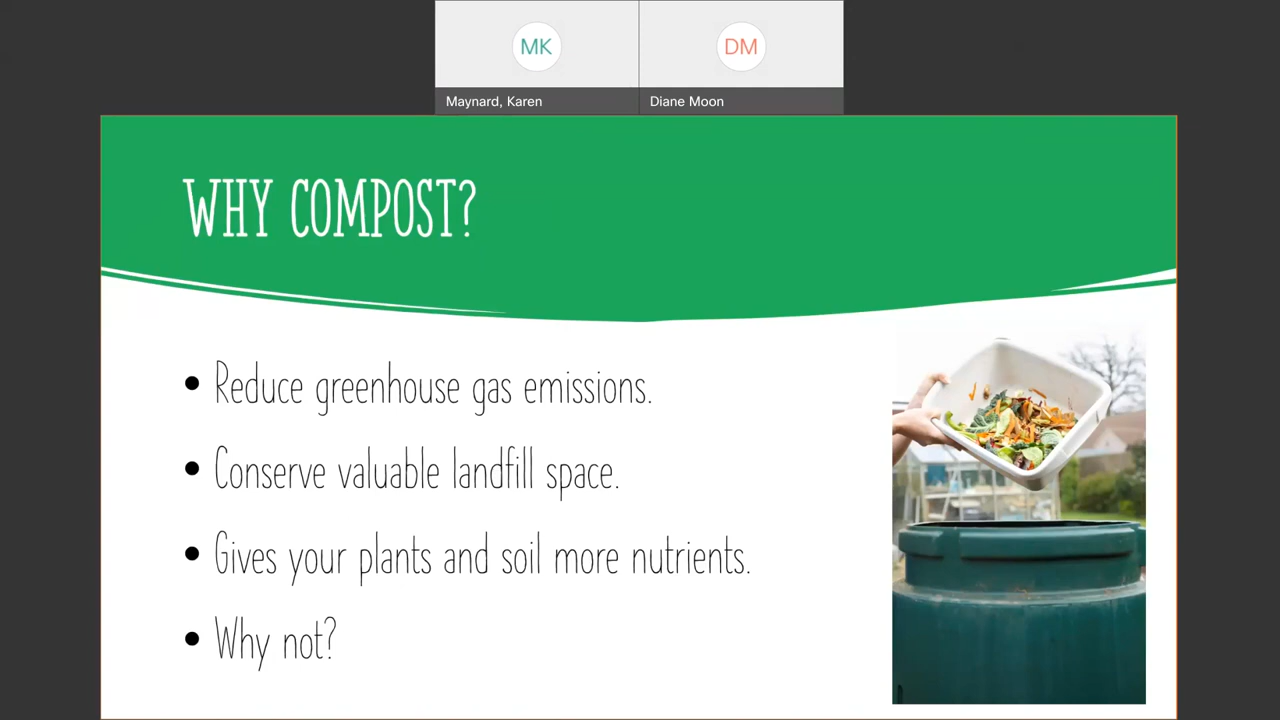 MK
DM
Maynard, Karen
Diane Moon
WHY COMPOST?
• Reduce greenhouse gas emissions.
• Conserve valuable landfill space.
• Gives your plants and soil more nutrients.
• Why not?